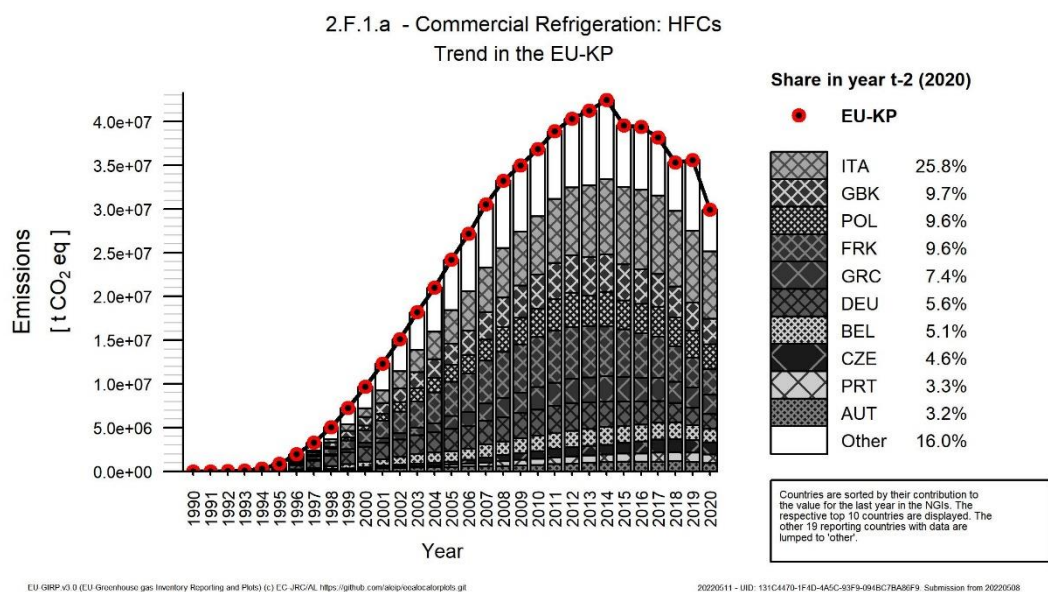 2.F.1.a - Commercial Refrigeration: HFCs
Trend in the EU-KP
Emissions
[ t CO₂ eq ]
4.0e+07
3.5e+07
3.0e+07
2.5e+07
2.0e+07
1.5e+07
1.0e+07
5.0e+06
0.0e+00
1990
1991
1992
1993
1994
1995
1996
1997
1998
1999
2000
2001
2002
2003
2004
2005
2006
2007
2008
2009
2010
2011
2012
2013
2014
2015
2016
2017
2018
2019
2020
Year
Share in year t-2 (2020)
EU-KP
ITA 25.8%
GBK 9.7%
POL 9.6%
FRK 9.6%
GRC 7.4%
DEU 5.6%
BEL 5.1%
CZE 4.6%
PRT 3.3%
AUT 3.2%
Other 16.0%
Countries are sorted by their contribution to
the value for the last year in the NGIs. The
respective top 10 countries are displayed. The
other 19 reporting countries with data are
lumped to 'other'.
EU-GIRP.v3.0 (EU-Greenhouse gas Inventory Reporting and Plots) (c) EC-JRC/AL https://github.com/aleip/eealocatorplots.git
20220511 - UID: 131C4470-1F4D-4A5C-93F9-094BC7BA86F9. Submission from 20220508